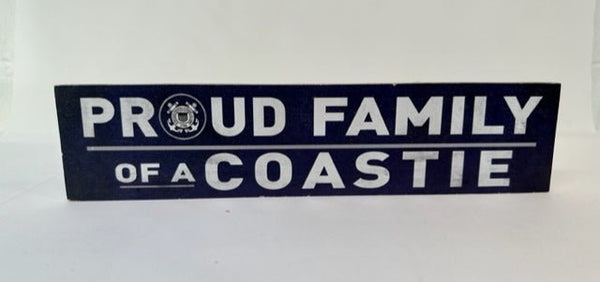 PROUD FAMILY
OF A COASTIE